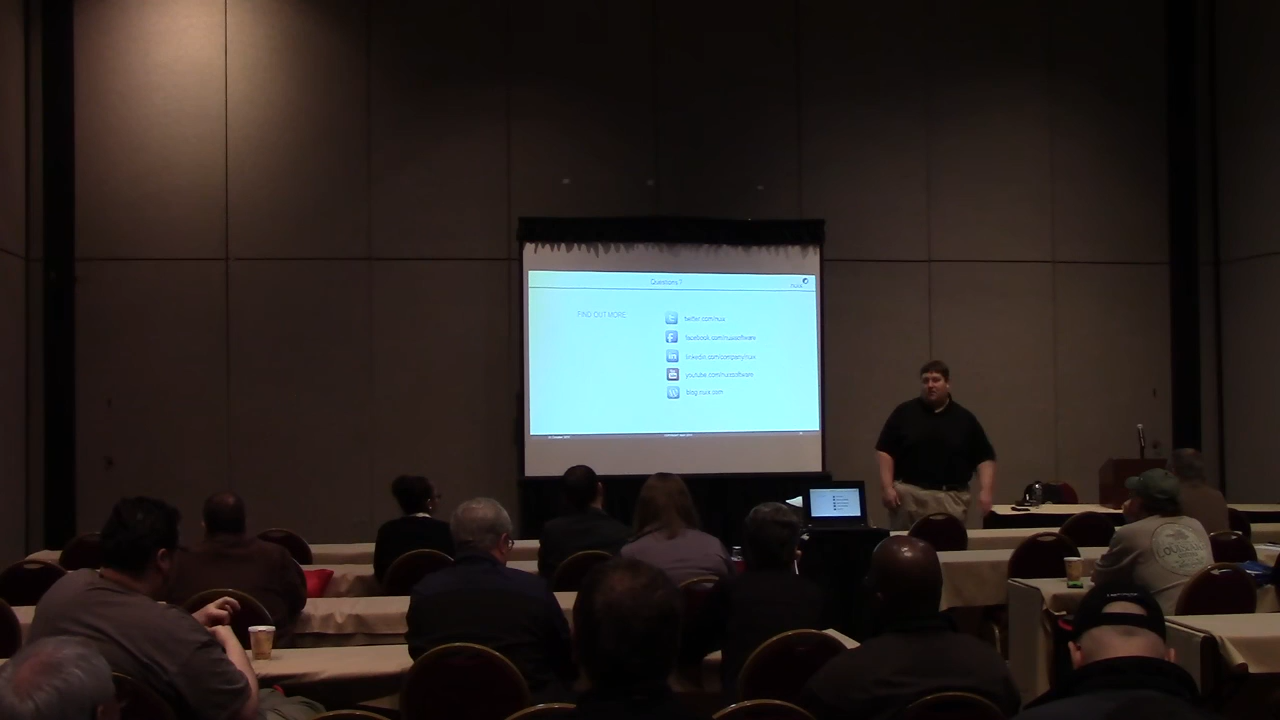 Questions ?
nuix
FIND OUT MORE
twitter.com/nuix
facebook.com/nuixsoftware
linkedin.com/company/nuix
youtube.com/nuixsoftware
blog.nuix.com